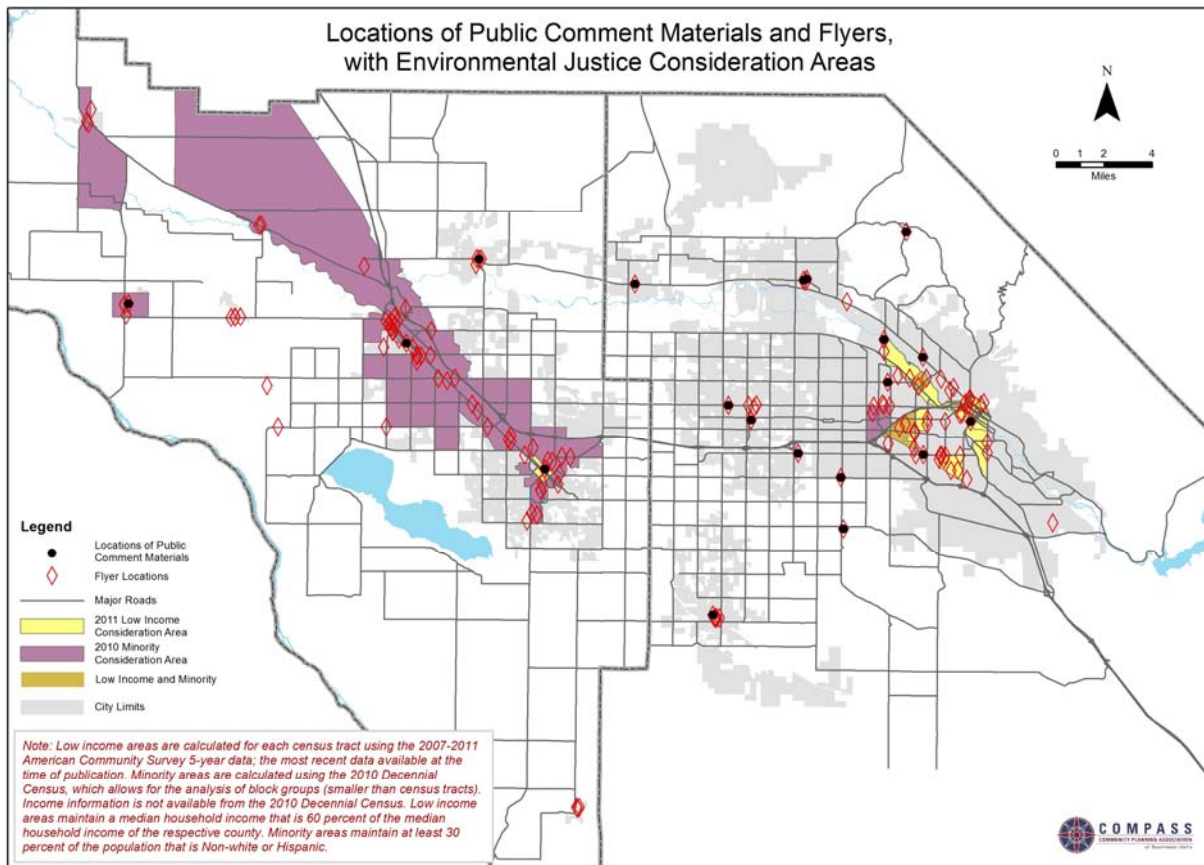 Locations of Public Comment Materials and Flyers,
with Environmental Justice Consideration Areas
N
0 1 2 4
Miles
Legend
Locations of Public
Comment Materials
Flyer Locations
Major Roads
2011 Low Income
Consideration Area
2010 Minority
Consideration Area
Low Income and Minority
City Limits
Note: Low income areas are calculated for each census tract using the 2007-2011
American Community Survey 5-year data; the most recent data available at the
time of publication. Minority areas are calculated using the 2010 Decennial
Census, which allows for the analysis of block groups (smaller than census tracts).
Income information is not available from the 2010 Decennial Census. Low income
areas maintain a median household income that is 60 percent of the median
household income of the respective county. Minority areas maintain at least 30
percent of the population that is Non-white or Hispanic.
COMPASS
COMMUNITY PLANNING ASSOCIATION
of Southwest Idaho